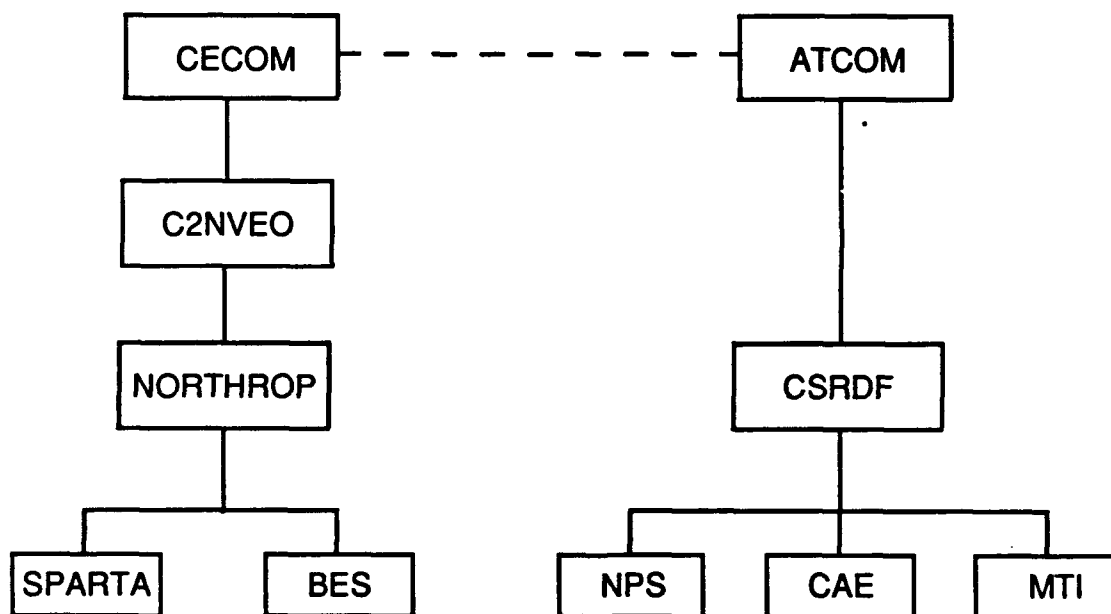 CECOM
ATCOM
C2NVEO
NORTHROP
CSRDF
SPARTA
BES
NPS
CAE
MTI